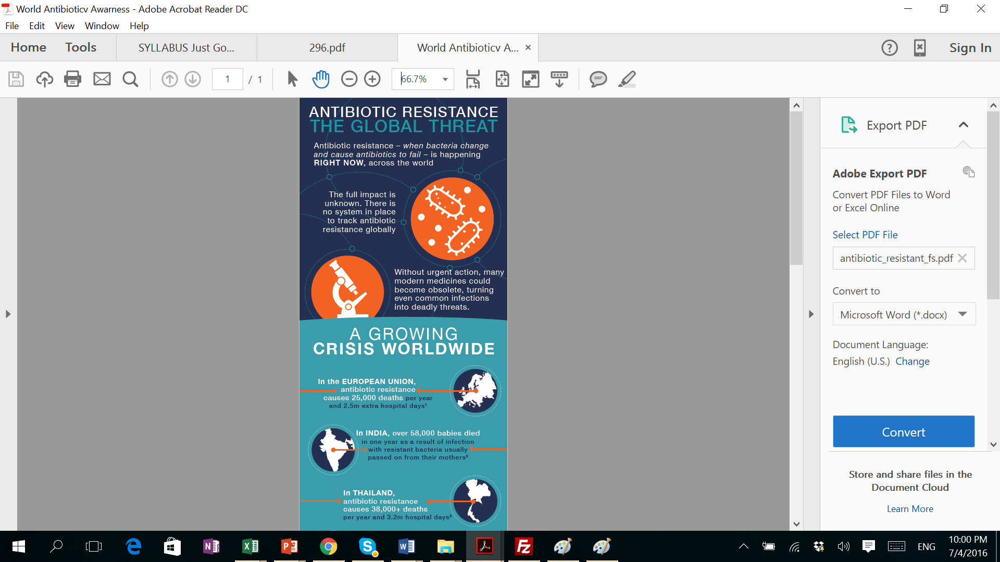 World Antibioticv Awarness - Adobe Acrobat Reader DC
File Edit View Window Help
Home Tools SYLLABUS Just Go... 296.pdf World Antibioticv A... × Sign In
1 / 1 66.7%
ANTIBIOTIC RESISTANCE
THE GLOBAL THREAT
Antibiotic resistance – when bacteria change
and cause antibiotics to fail – is happening
RIGHT NOW, across the world
The full impact is
unknown. There is
no system in place
to track antibiotic
resistance globally
Without urgent action, many
modern medicines could
become obsolete, turning
even common infections
into deadly threats.
A GROWING
CRISIS WORLDWIDE
In the EUROPEAN UNION,
antibiotic resistance
causes 25,000 deaths per year
and 2.5m extra hospital days¹
In INDIA, over 58,000 babies died
in one year as a result of infection
with resistant bacteria usually
passed on from their mothers²
In THAILAND,
antibiotic resistance
causes 38,000+ deaths
per year and 3.2m hospital days³
Export PDF
Adobe Export PDF
Convert PDF Files to Word
or Excel Online
Select PDF File
antibiotic_resistant_fs.pdf
Convert to
Microsoft Word (*.docx)
Document Language:
English (U.S.) Change
Convert
Store and share files in the
Document Cloud
Learn More
ENG
10:00 PM
7/4/2016